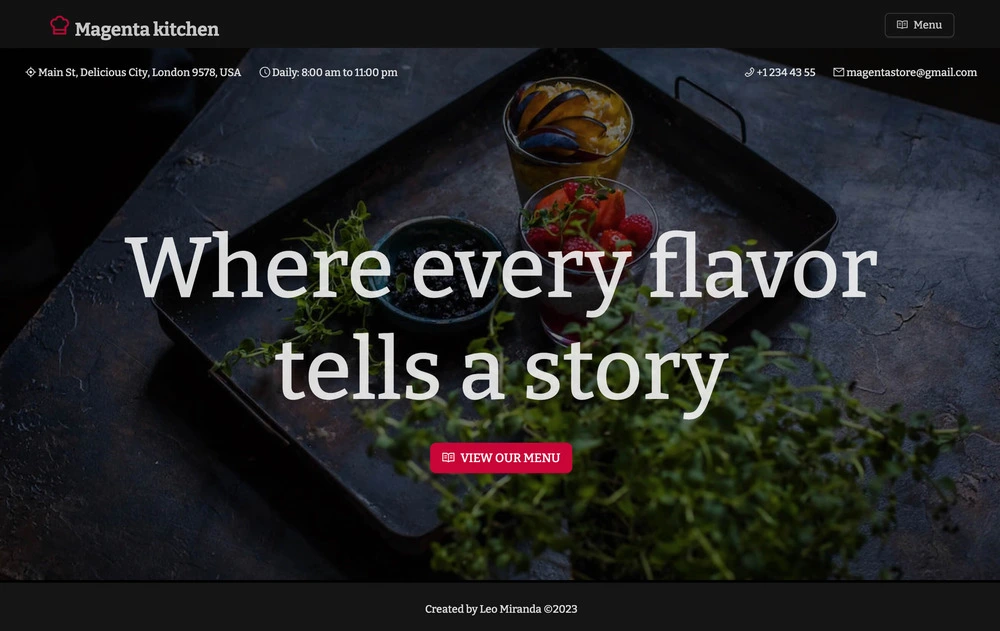 Magenta kitchen
Menu
Main St, Delicious City, London 9578, USA
Daily: 8:00 am to 11:00 pm
+1 234 43 55
magentastore@gmail.com
Where every flavor
tells a story
VIEW OUR MENU
Created by Leo Miranda ©2023